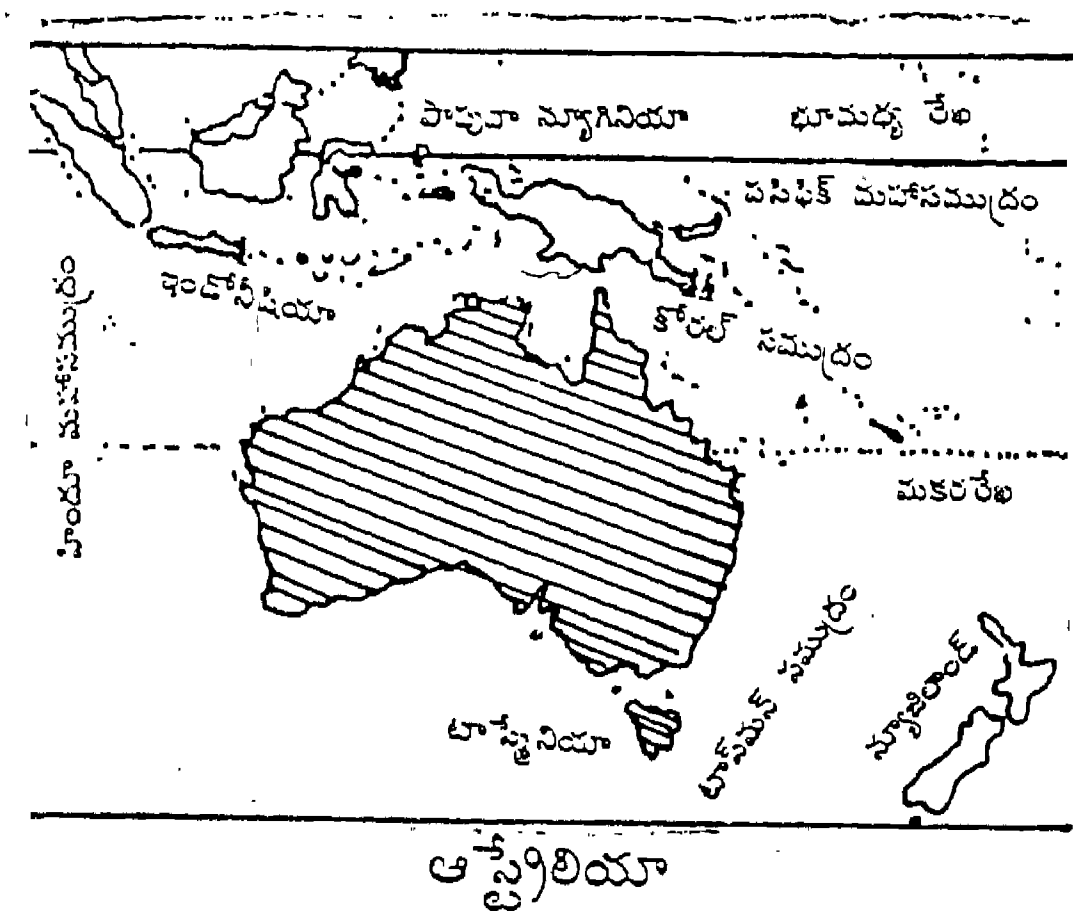 పాపువా న్యూగినియా
భూమధ్య రేఖ
పసిఫిక్ మహాసముద్రం
ఇండోనీషియా
కోరల్ సముద్రం
హిందూ మహాసముద్రం
మకరరేఖ
టాస్మేనియా
టాస్‌మన్ సముద్రం
న్యూజిలాండ్
ఆస్ట్రేలియా